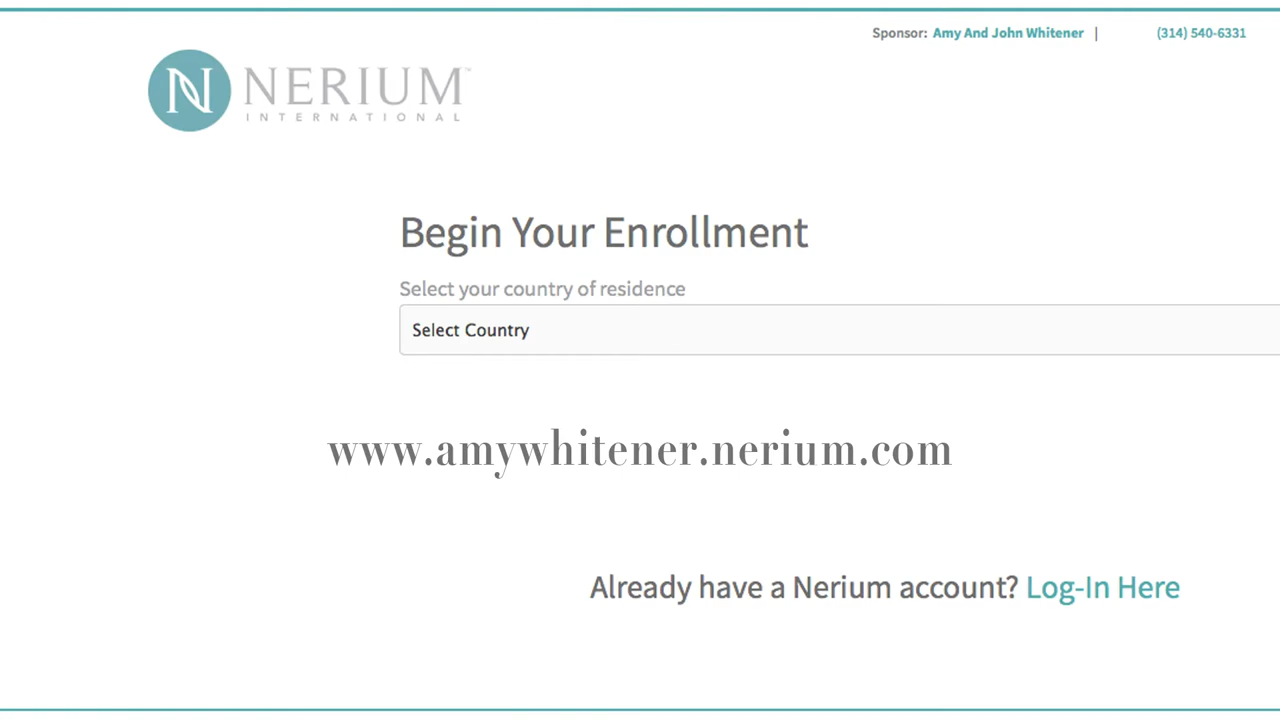 Sponsor: Amy And John Whitener | (314) 540-6331
N NERIUM™
INTERNATIONAL
Begin Your Enrollment
Select your country of residence
Select Country
www.amywhitener.nerium.com
Already have a Nerium account? Log-In Here